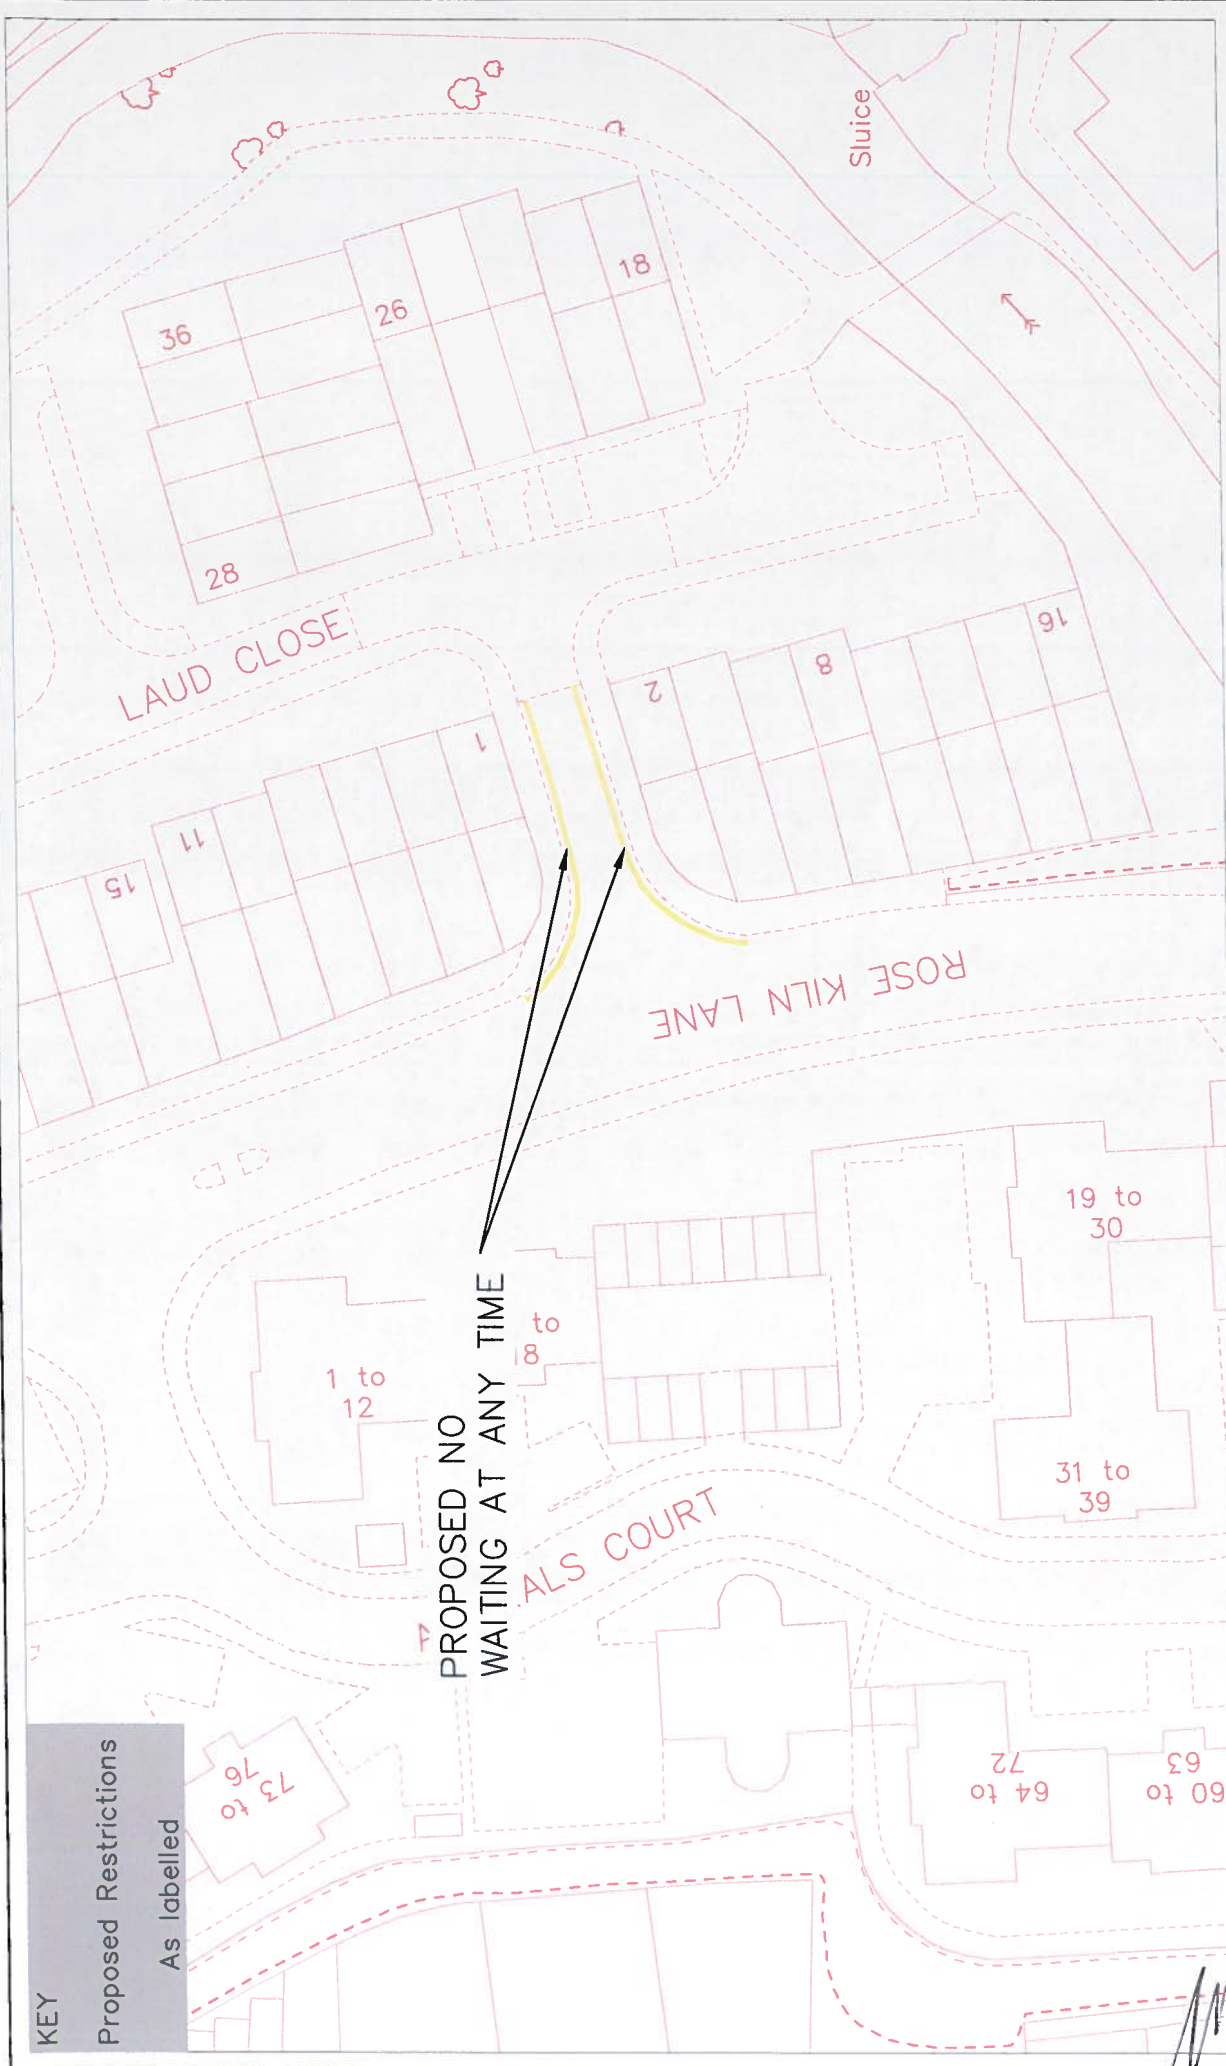 KEY
Proposed Restrictions
As labelled
PROPOSED NO
WAITING AT ANY TIME
LAUD CLOSE
ROSE KILN LANE
ALS COURT
Sluice
36
26
18
28
15
11
1
2
8
16
1 to
12
to
8
19 to
30
31 to
39
73 to
76
64 to
72
60 to
63